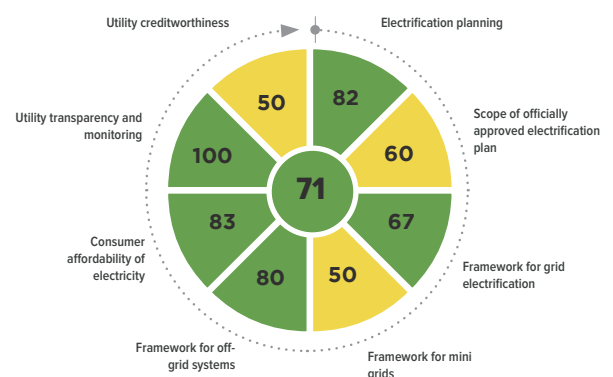 Utility creditworthiness
Electrification planning
50
82
Utility transparency and
monitoring
Scope of officially
approved electrification
plan
100
60
71
83
67
Consumer
affordability of
electricity
Framework for grid
electrification
80
50
Framework for off-
grid systems
Framework for mini
grids